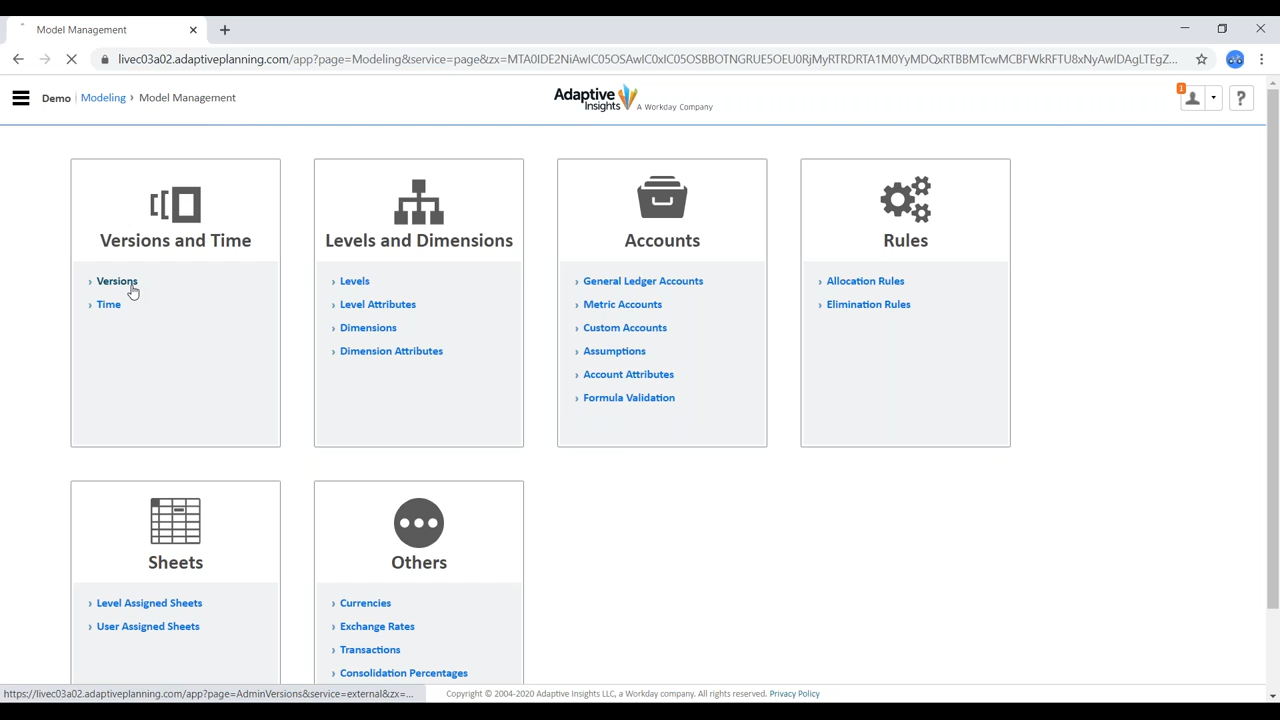 Model Management
livec03a02.adaptiveplanning.com/app?page=Modeling&service=page&zx=MTA0IDE2NiAwIC05OSAwIC0xIC05OSBBOTNGRUE5OEU0RjMyRTRDRTA1M0YyMDQxRTBBMTcwMCBFWkRFTU8xNyAwIDAgLTEgZ...
Demo | Modeling › Model Management
Adaptive Insights A Workday Company
1
?
Versions and Time
› Versions
› Time
Levels and Dimensions
› Levels
› Level Attributes
› Dimensions
› Dimension Attributes
Accounts
› General Ledger Accounts
› Metric Accounts
› Custom Accounts
› Assumptions
› Account Attributes
› Formula Validation
Rules
› Allocation Rules
› Elimination Rules
Sheets
› Level Assigned Sheets
› User Assigned Sheets
Others
› Currencies
› Exchange Rates
› Transactions
› Consolidation Percentages
https://livec03a02.adaptiveplanning.com/app?page=AdminVersions&service=external&zx=...
Copyright © 2004-2020 Adaptive Insights LLC, a Workday company. All rights reserved. Privacy Policy